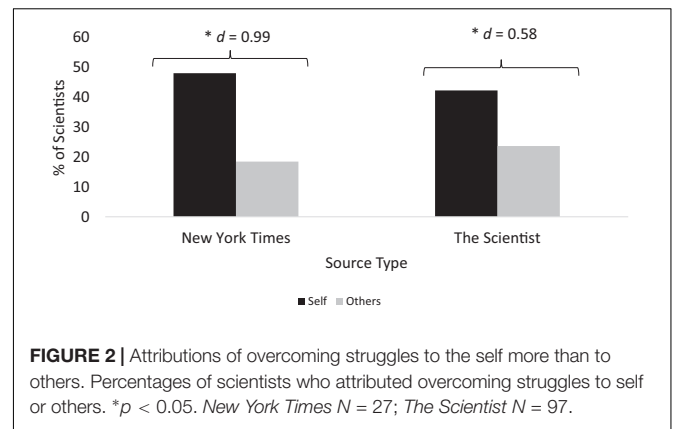 60
50
40
30
20
10
0
% of Scientists
* d = 0.99
* d = 0.58
New York Times
The Scientist
Source Type
Self
Others
FIGURE 2 | Attributions of overcoming struggles to the self more than to
others. Percentages of scientists who attributed overcoming struggles to self
or others. *p < 0.05. New York Times N = 27; The Scientist N = 97.